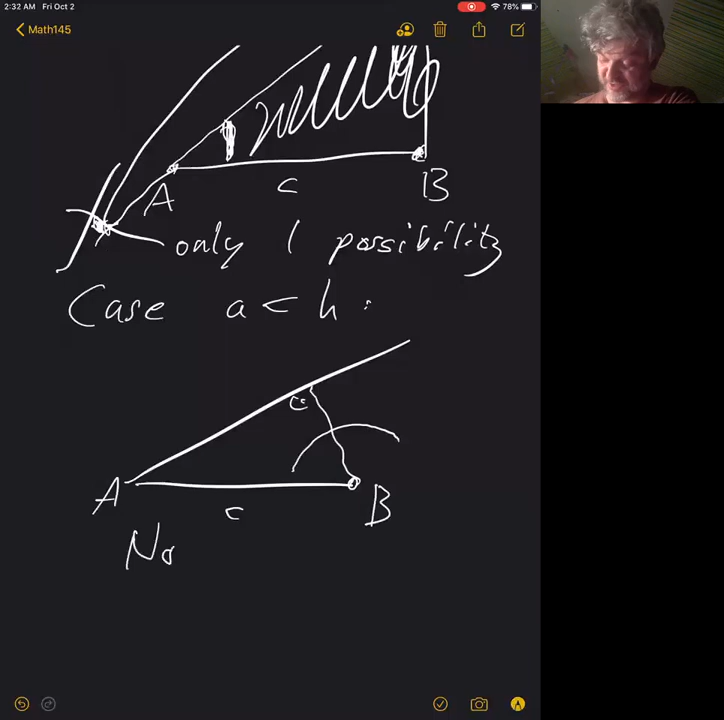 2:32 AM Fri Oct 2
78%
Math145
A
c
B
only 1 possibility
Case a < h :
A
c
B
No